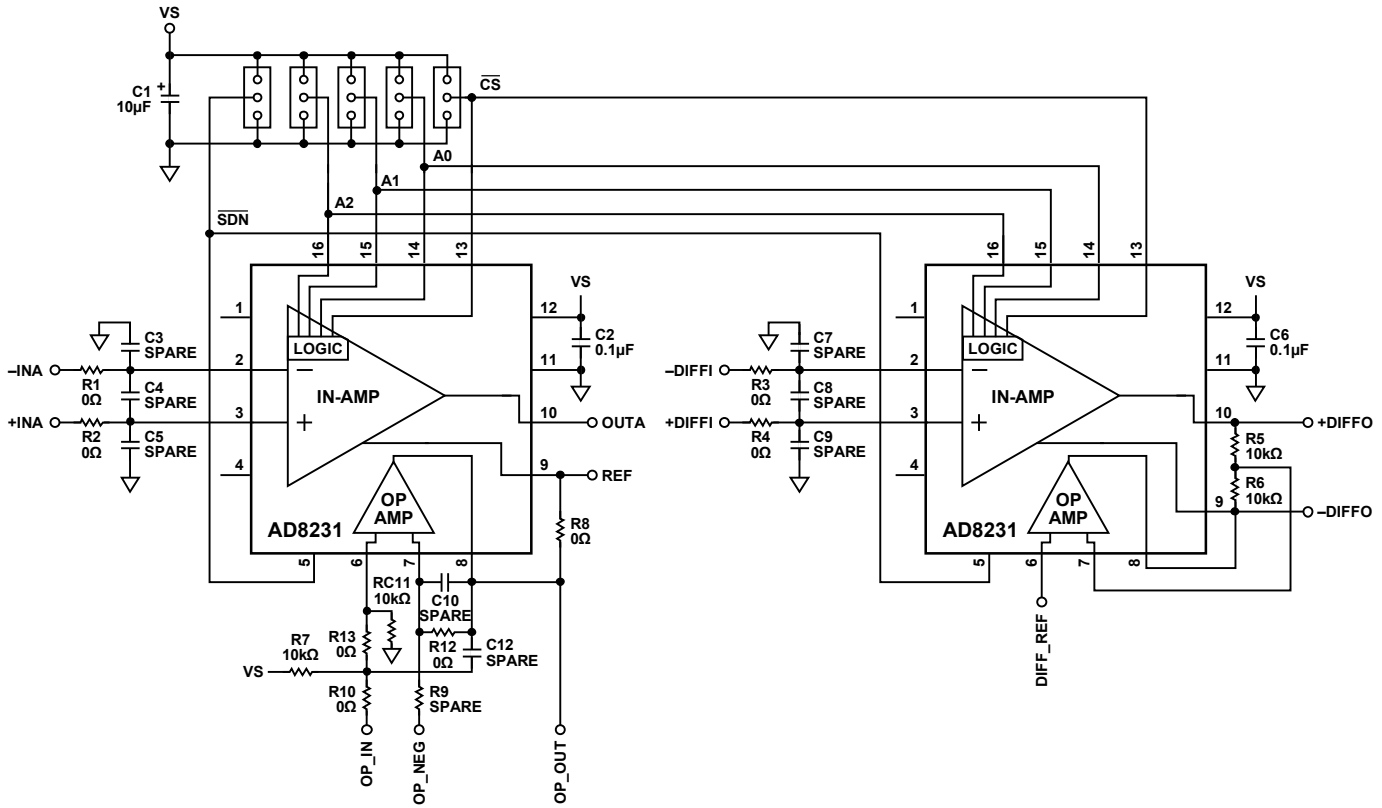 VS
C1
10µF
+
CS
A0
A1
A2
SDN
16
15
14
13
16
15
14
13
1
12
VS
C2
0.1µF
11
C3
SPARE
LOGIC
–INA
R1
0Ω
2
–
C4
SPARE
IN-AMP
+INA
R2
0Ω
3
+
C5
SPARE
10
OUTA
4
9
REF
OP
AMP
R8
0Ω
AD8231
5
6
7
8
RC11
10kΩ
C10
SPARE
R13
0Ω
R12
0Ω
C12
SPARE
R7
10kΩ
VS
R10
0Ω
R9
SPARE
OP_IN
OP_NEG
OP_OUT
1
12
VS
C6
0.1µF
11
C7
SPARE
LOGIC
–DIFFI
R3
0Ω
2
–
C8
SPARE
IN-AMP
+DIFFI
R4
0Ω
3
+
C9
SPARE
10
+DIFFO
R5
10kΩ
4
R6
10kΩ
9
–DIFFO
OP
AMP
AD8231
5
6
7
8
DIFF_REF